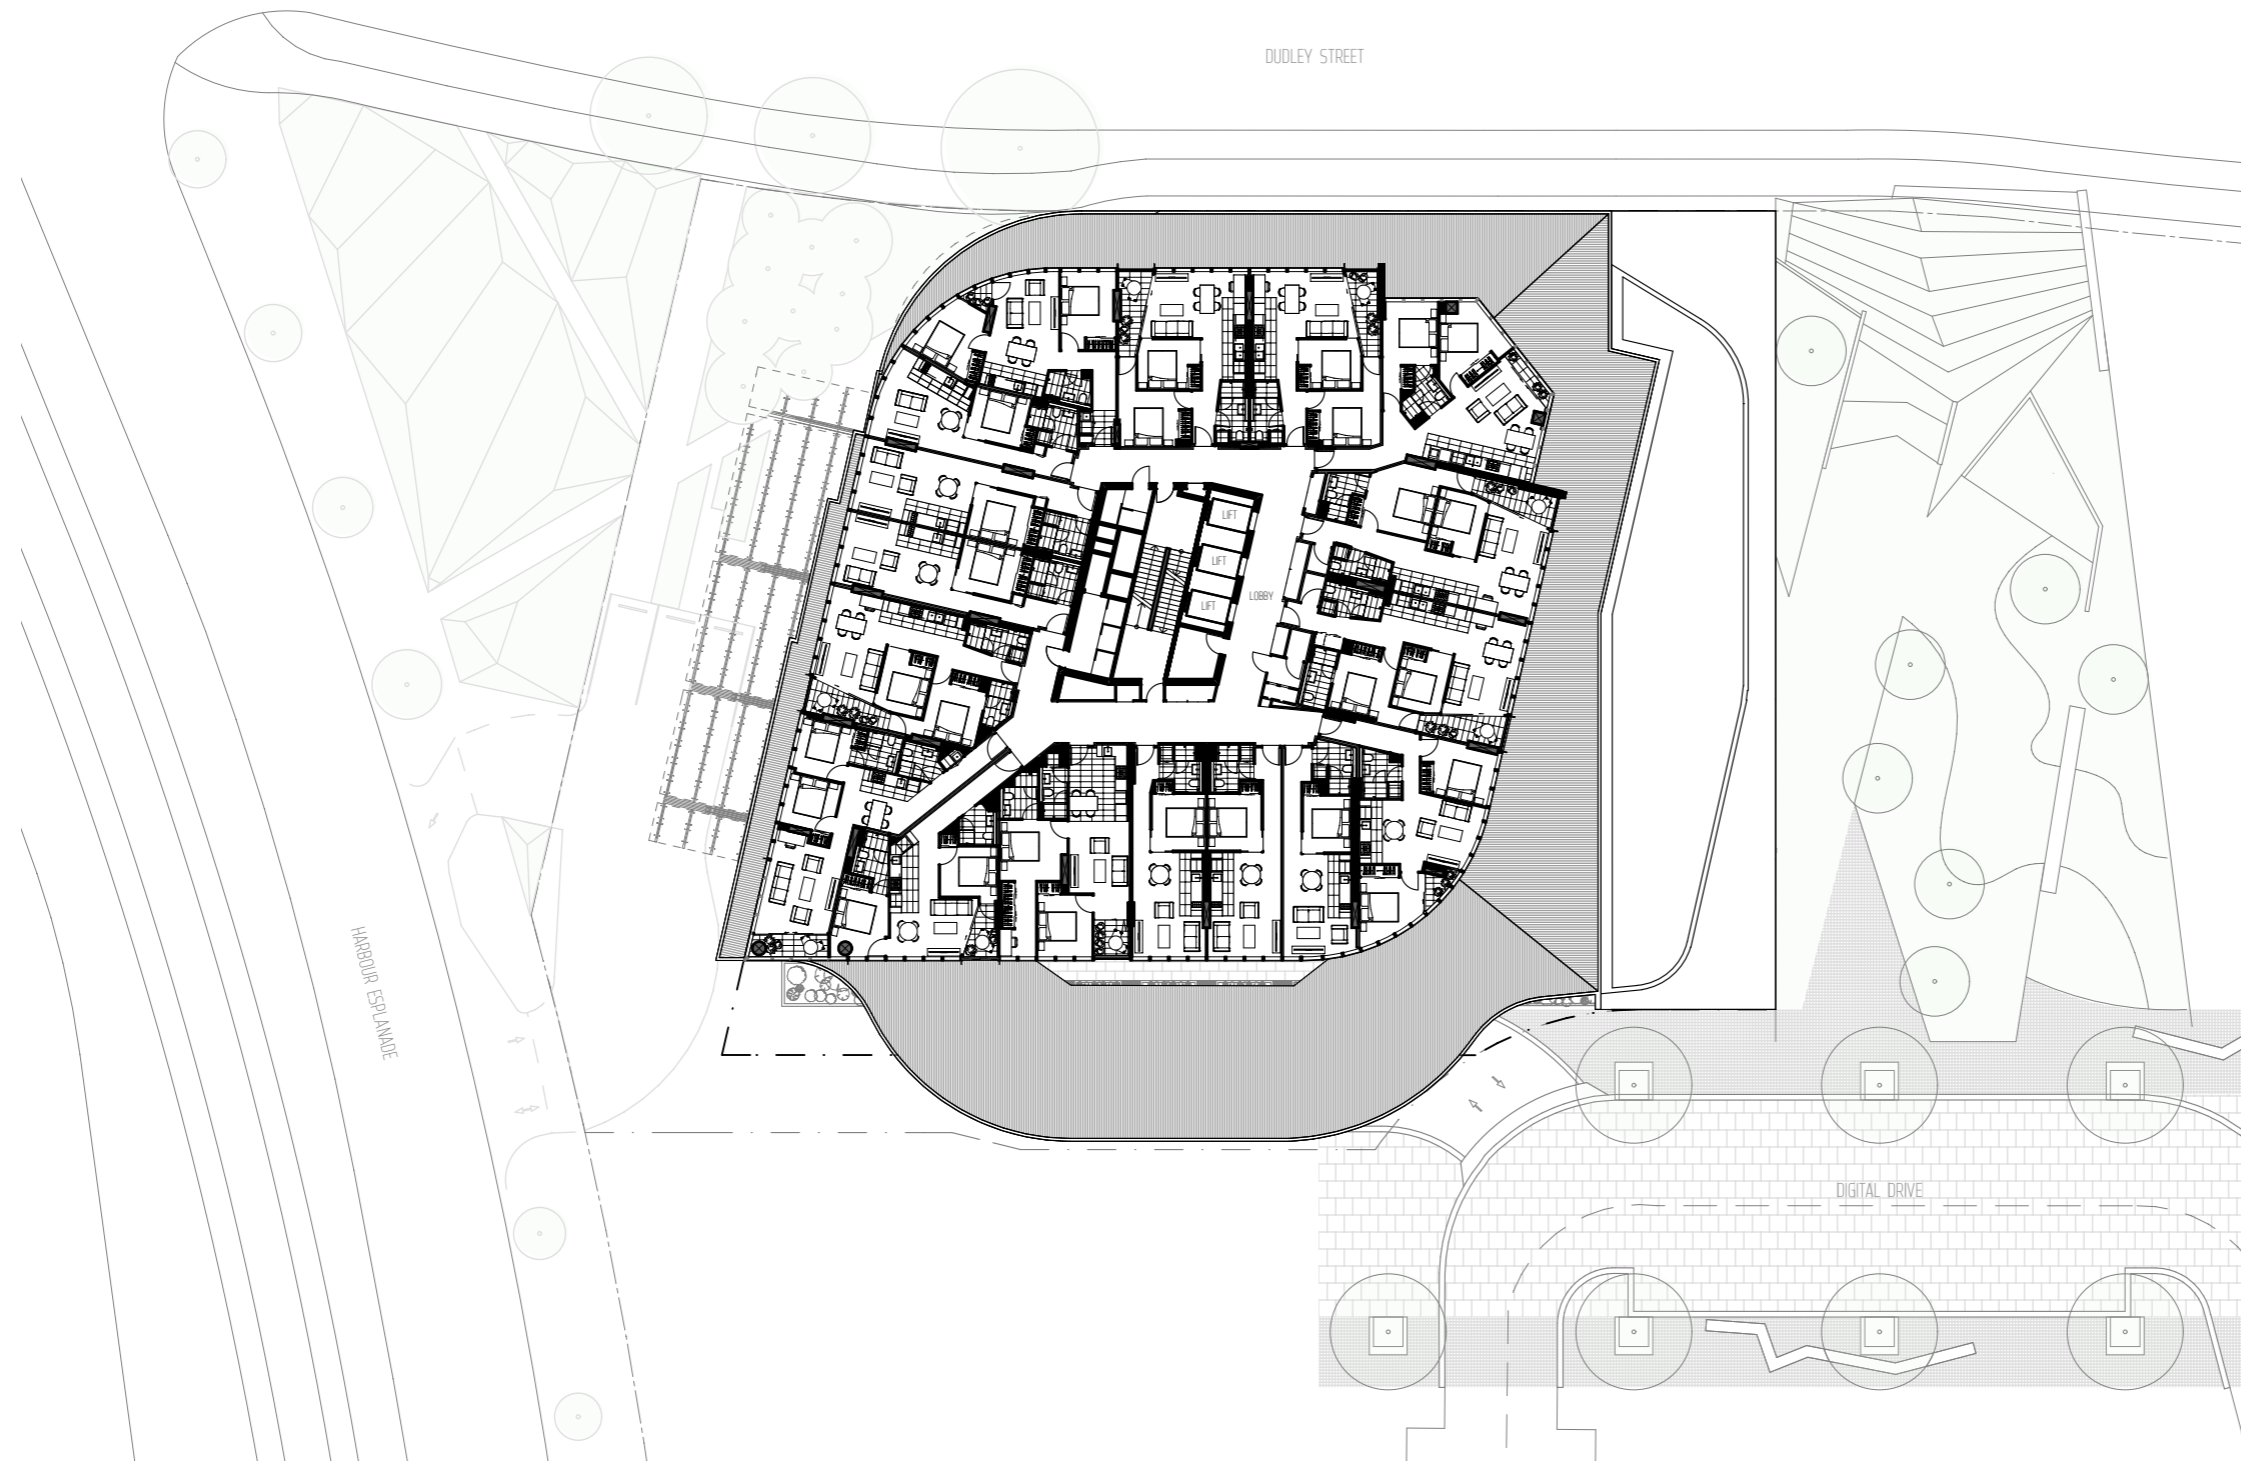 DUDLEY STREET
LIFT
LIFT
LOBBY
LIFT
HARBOUR ESPLANADE
DIGITAL DRIVE